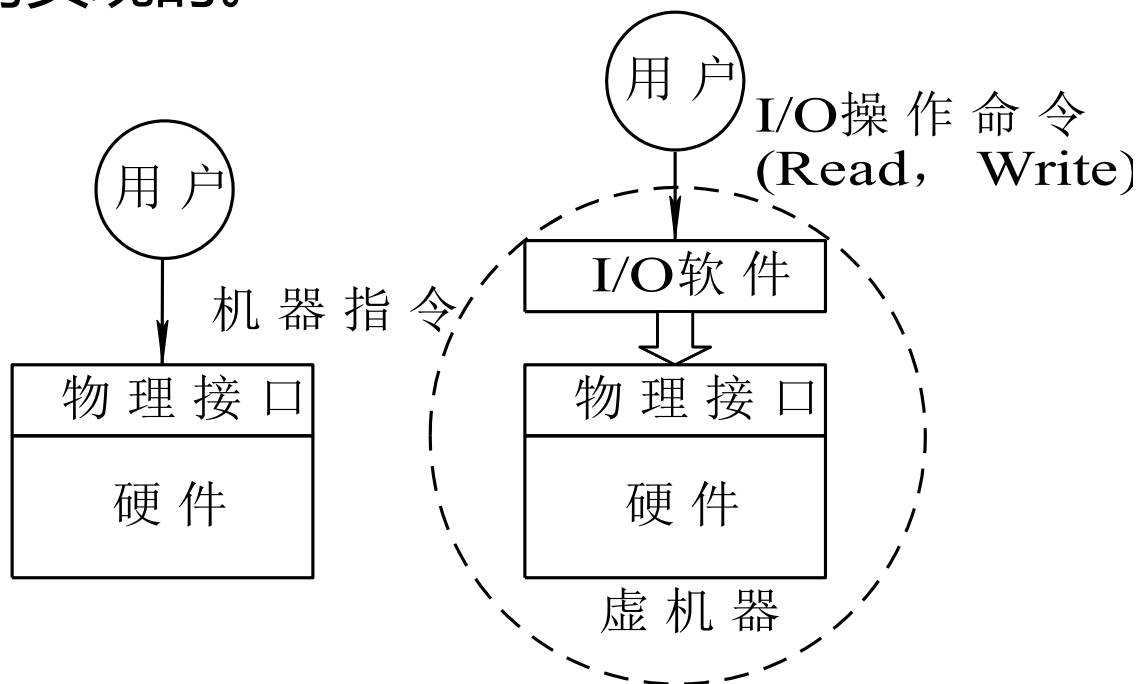 用户
机器指令
物理接口
硬件
用户
I/O操作命令
(Read， Write)
I/O软件
物理接口
硬件
虚机器